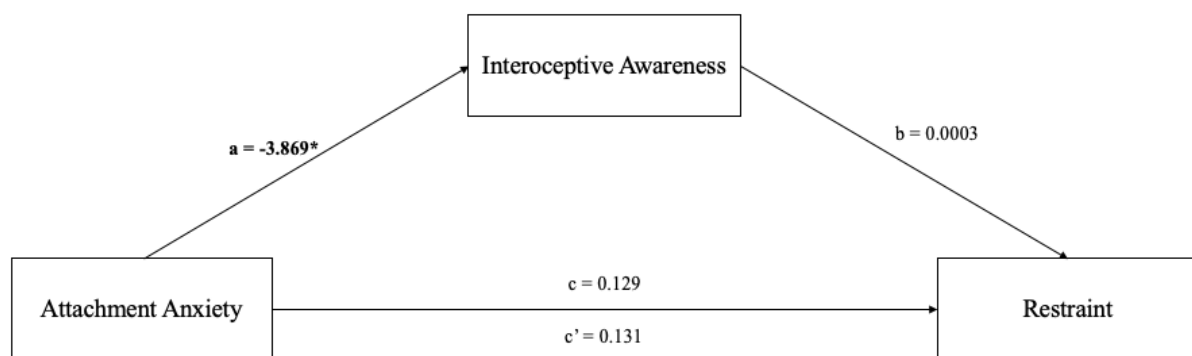 Interoceptive Awareness
a = -3.869*
b = 0.0003
Attachment Anxiety
c = 0.129
c’ = 0.131
Restraint